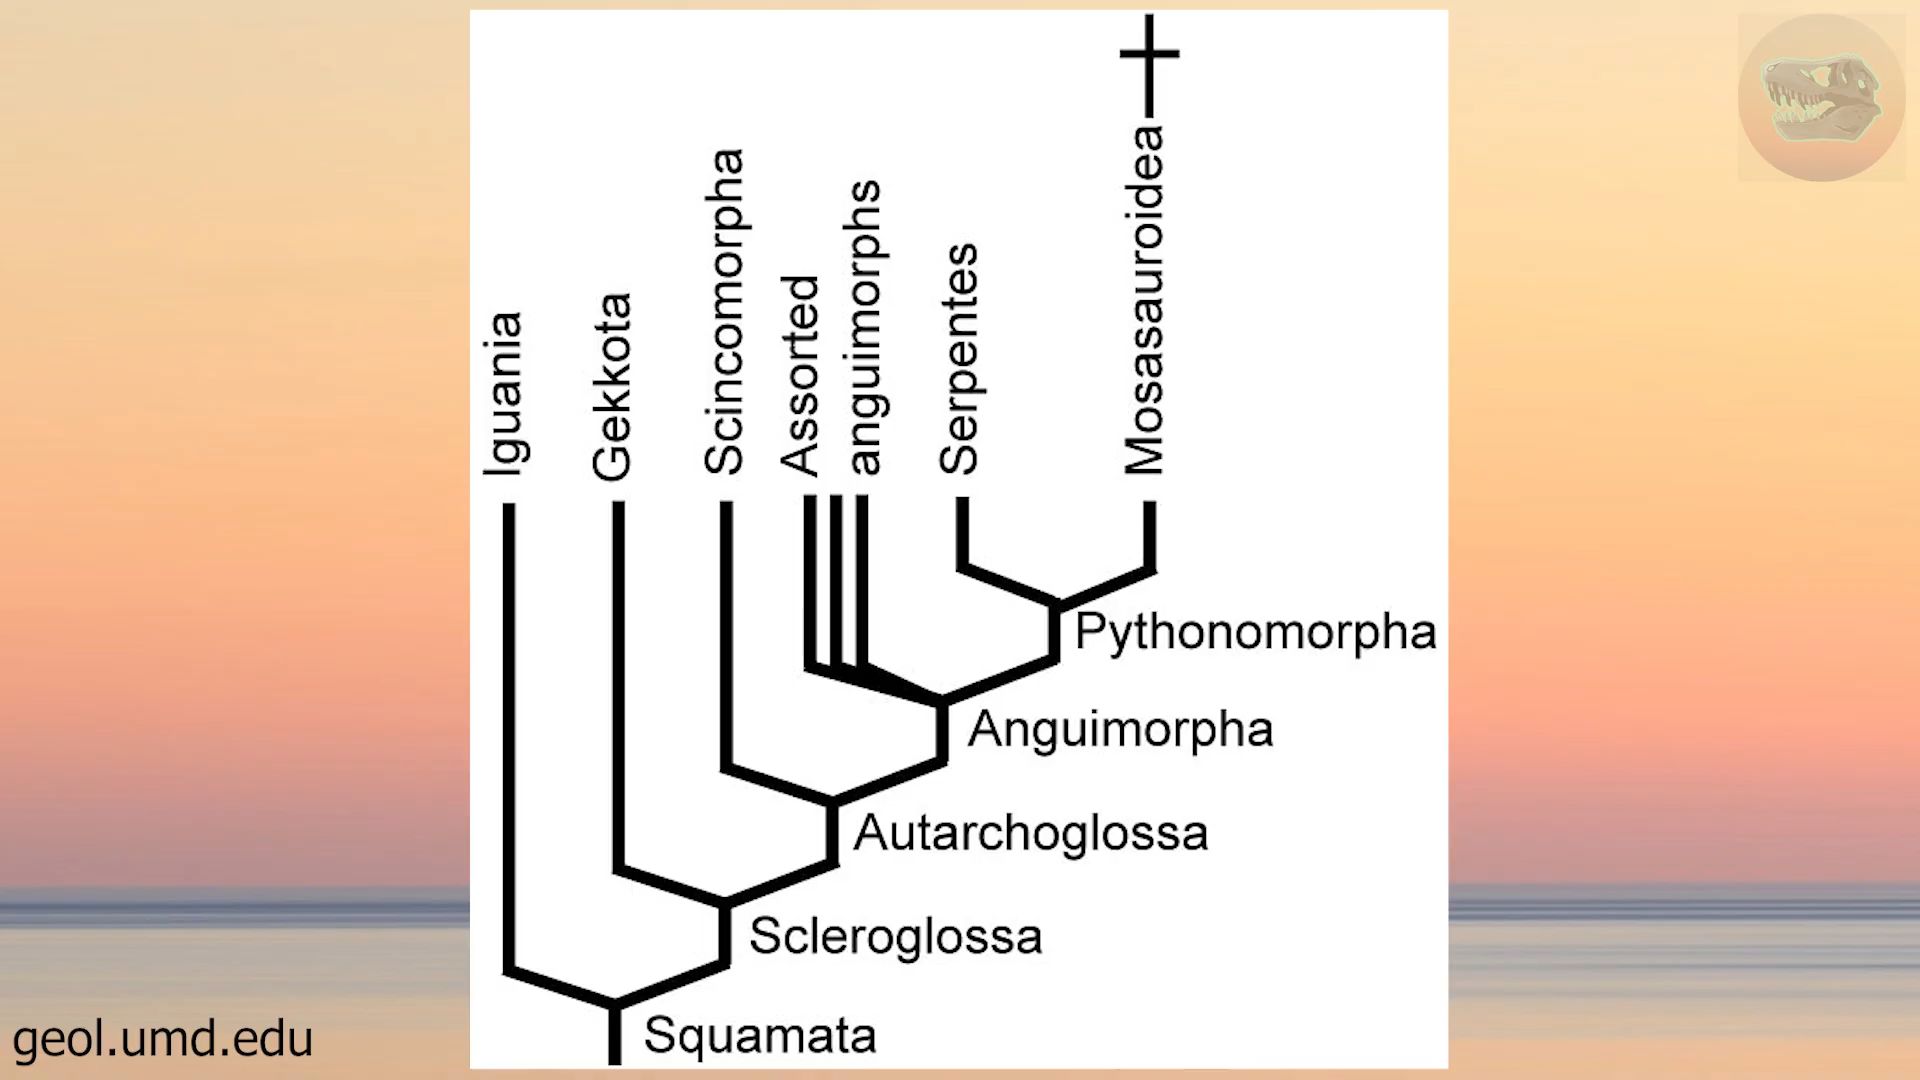 Iguania
Gekkota
Scincomorpha
Assorted
anguimorphs
Serpentes
Mosasauroidea
Pythonomorpha
Anguimorpha
Autarchoglossa
Scleroglossa
Squamata
geol.umd.edu